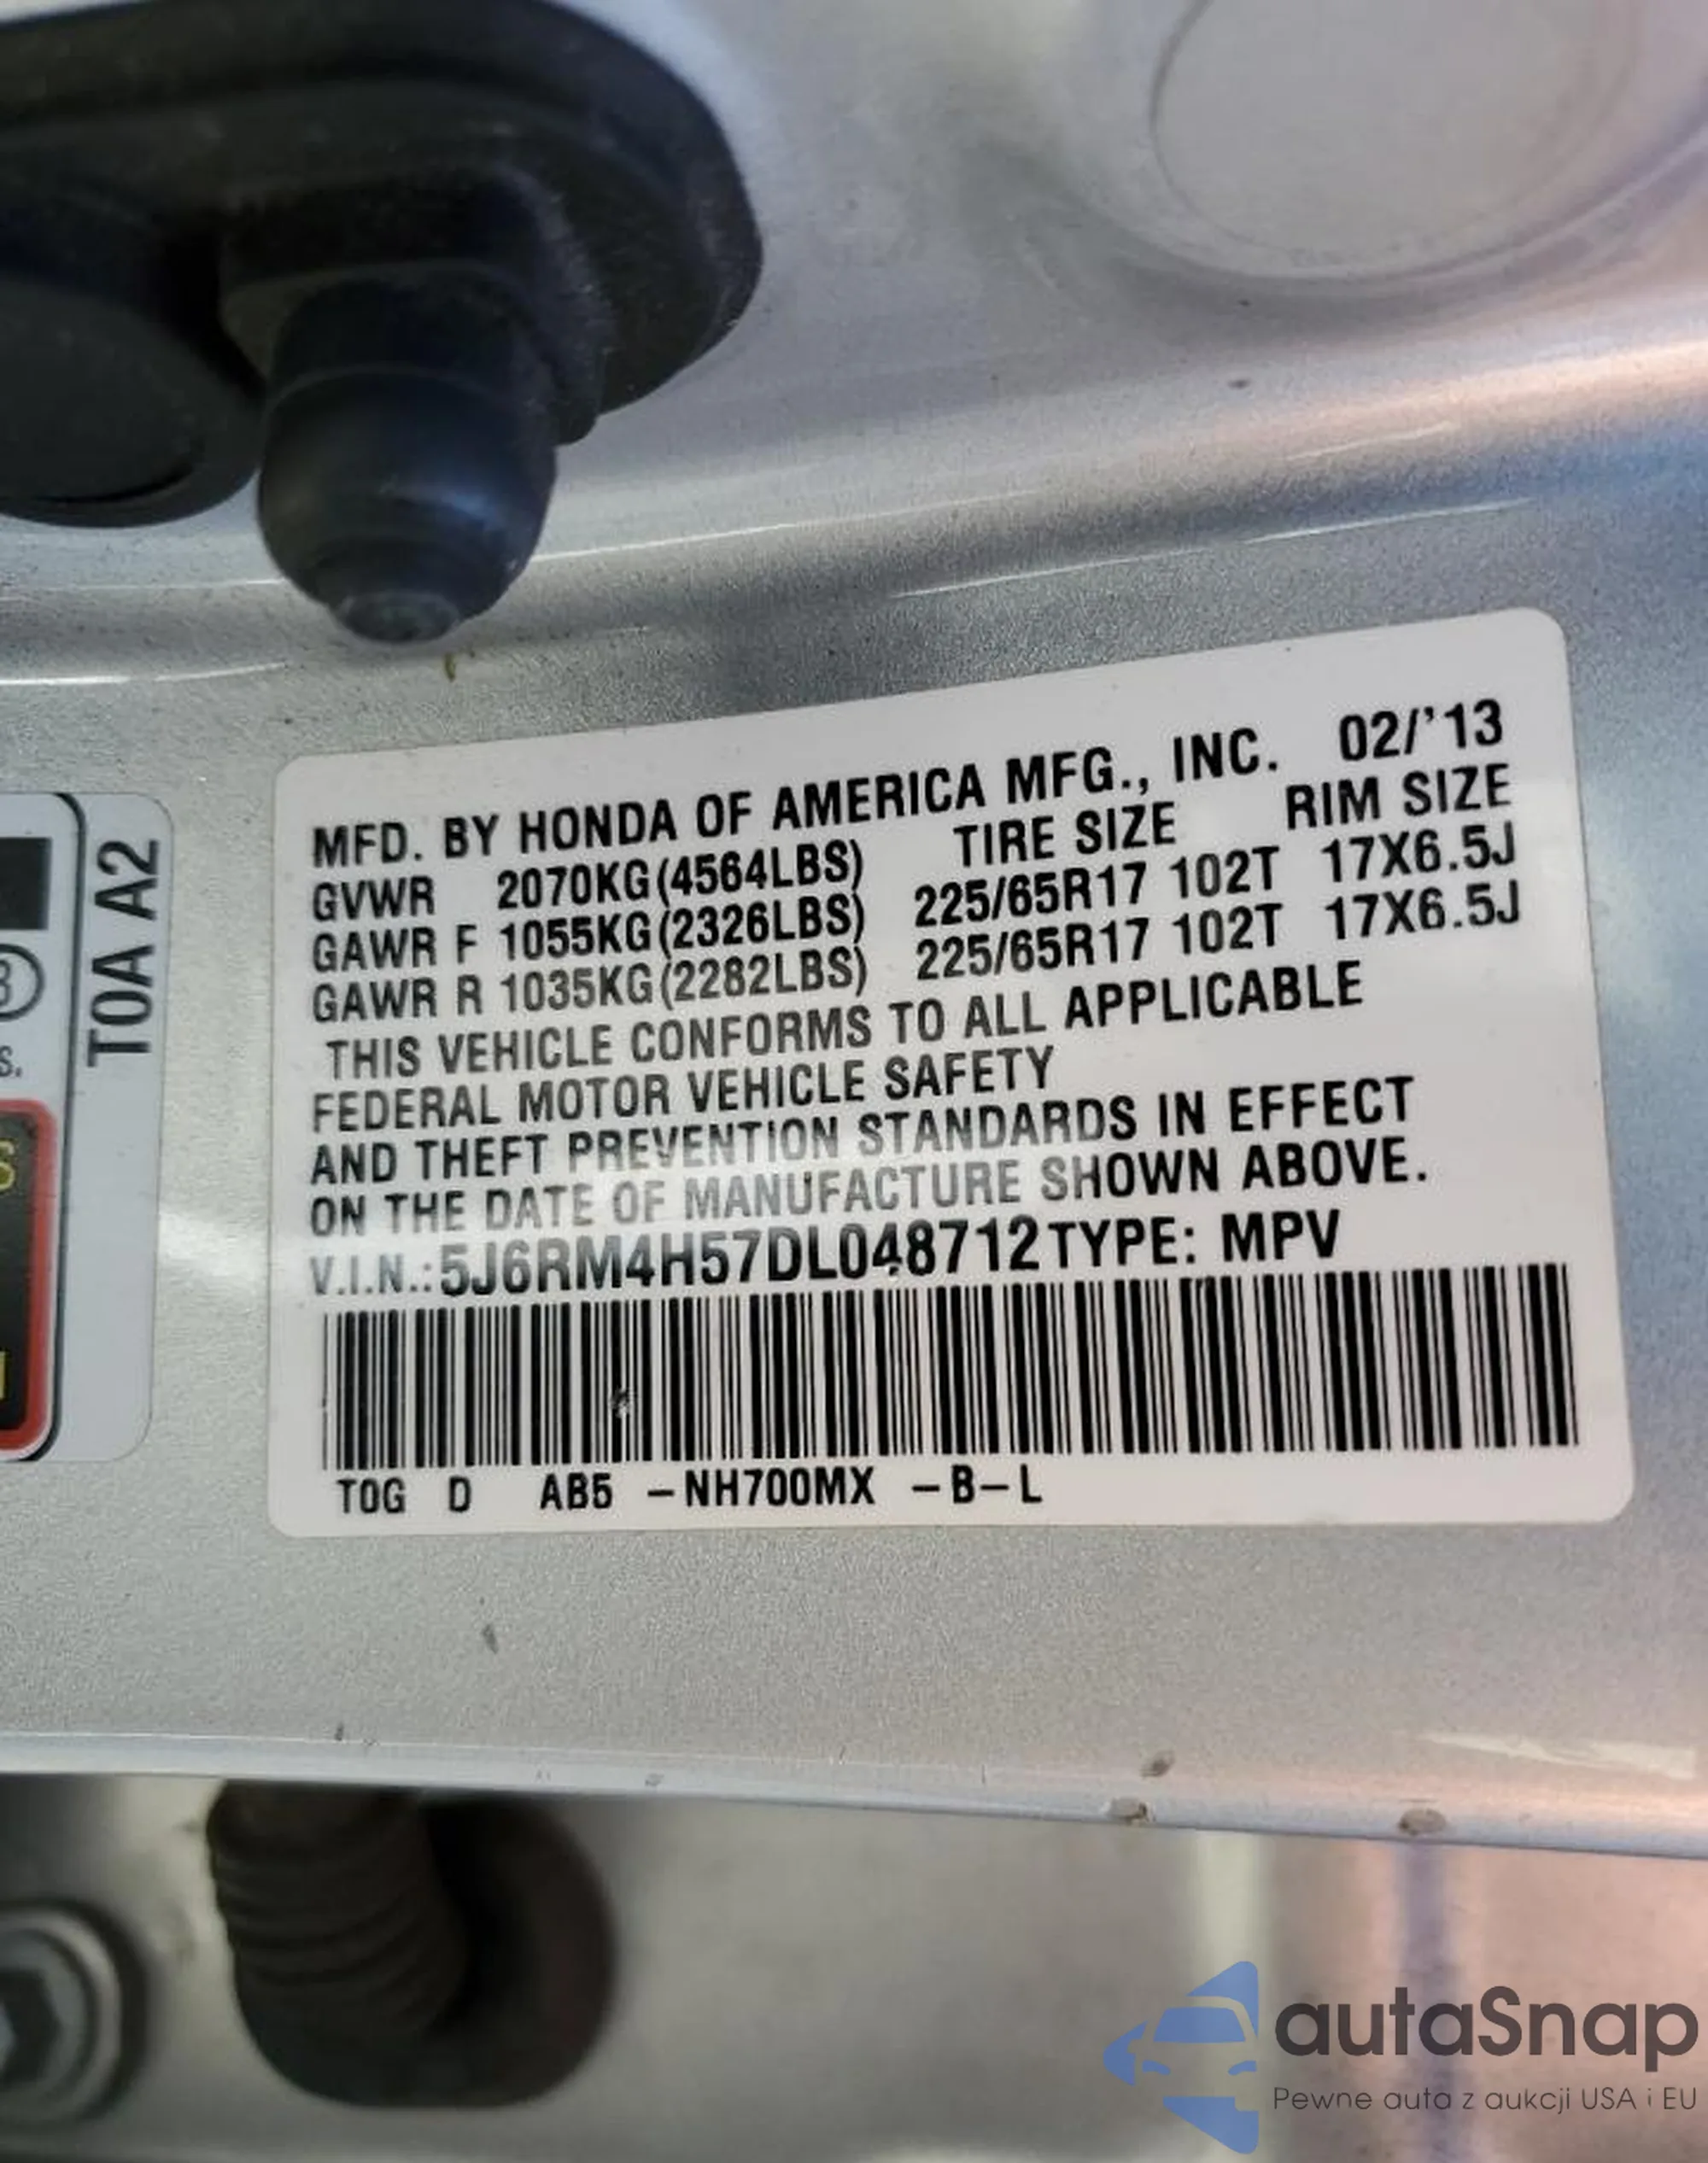 MFD. BY HONDA OF AMERICA MFG., INC. 02/'13
GVWR 2070KG(4564LBS) TIRE SIZE RIM SIZE
GAWR F 1055KG(2326LBS) 225/65R17 102T 17X6.5J
GAWR R 1035KG(2282LBS) 225/65R17 102T 17X6.5J
THIS VEHICLE CONFORMS TO ALL APPLICABLE
FEDERAL MOTOR VEHICLE SAFETY
AND THEFT PREVENTION STANDARDS IN EFFECT
ON THE DATE OF MANUFACTURE SHOWN ABOVE.
V.I.N.:5J6RM4H57DL048712 TYPE: MPV
T0G D AB5 -NH700MX -B-L
T0A A2
autaSnap
Pewne auta z aukcji USA i EU